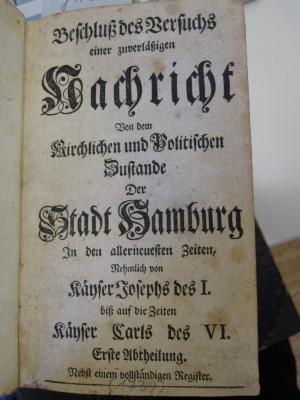 Beschluß des Versuchs
einer zuverläßigen
Nachricht
Von dem
Kirchlichen und Politischen
Zustande
Der
Stadt Hamburg
In den allerneuesten Zeiten,
Nehmlich von
Käyser Josephs des I.
biß auf die Zeiten
Käyser Carls des VI.
Erste Abtheilung.
Nebst einem vollständigen Register.